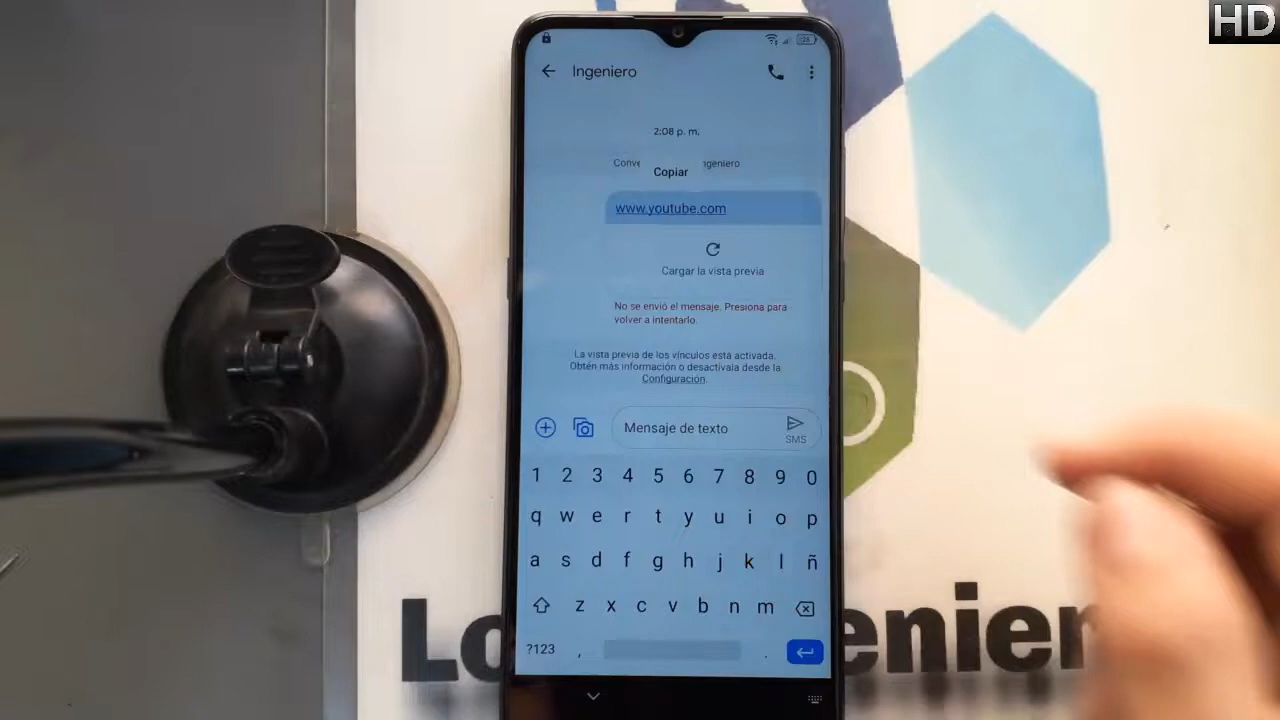 HD
Ingeniero
2:08 p. m.
Copiar
www.youtube.com
Cargar la vista previa
No se envió el mensaje. Presiona para
volver a intentarlo.
La vista previa de los vínculos está activada.
Obtén más información o desactívala desde la
Configuración.
Mensaje de texto
SMS
1 2 3 4 5 6 7 8 9 0
q w e r t y u i o p
a s d f g h j k l ñ
z x c v b n m
?123 , .